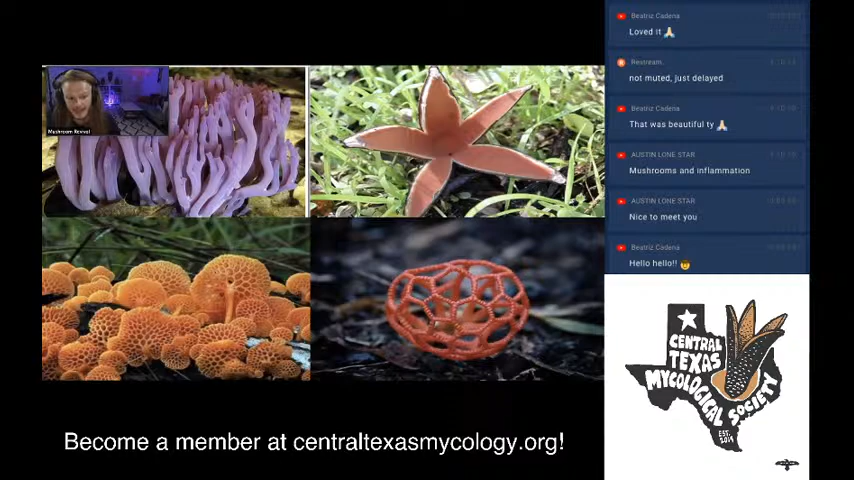 Mushroom Revival
Become a member at centraltexasmycology.org!
Beatriz Cadena
Loved it
Restream.
not muted, just delayed
Beatriz Cadena
That was beautiful ty
AUSTIN LONE STAR
Mushrooms and inflammation
AUSTIN LONE STAR
Nice to meet you
Beatriz Cadena
Hello hello!!
CENTRAL
TEXAS
MYCOLOGICAL SOCIETY
EST.
2019